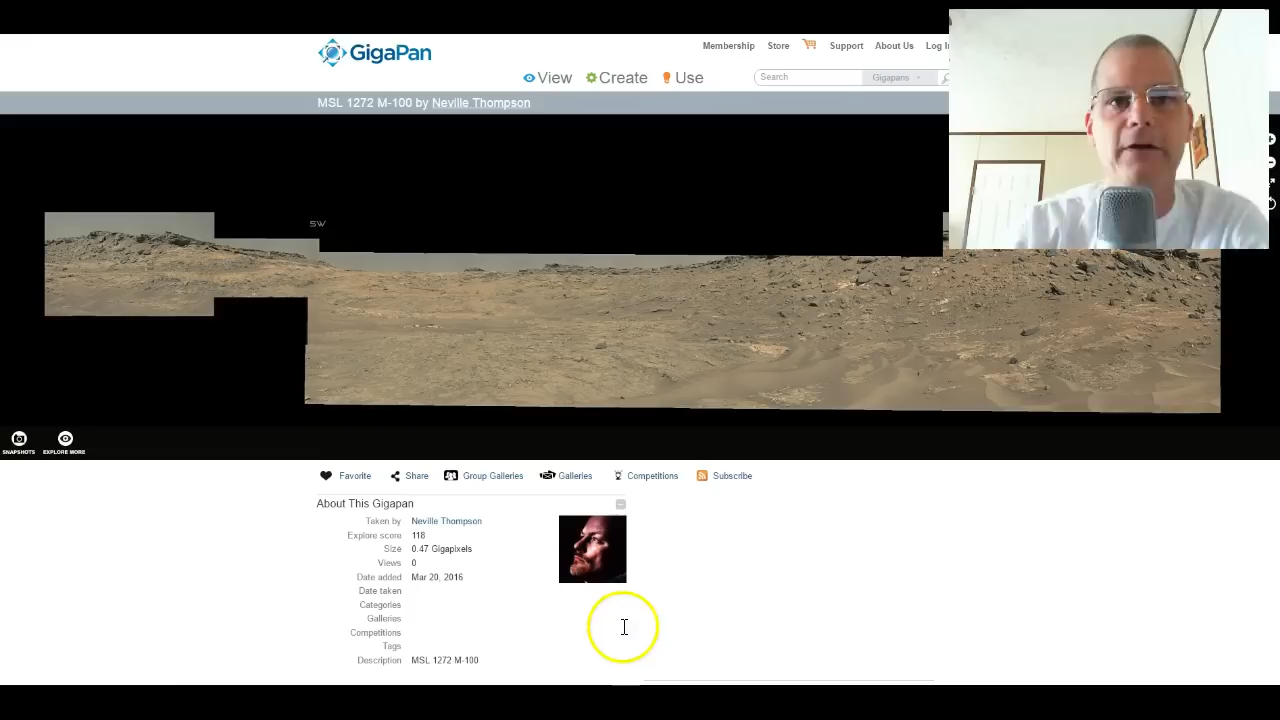 GigaPan
Membership Store Support About Us Log I
View Create Use
Search Gigapans
MSL 1272 M-100 by Neville Thompson
SW
SNAPSHOTS EXPLORE MORE
Favorite Share Group Galleries Galleries Competitions Subscribe
About This Gigapan
Taken by Neville Thompson
Explore score 118
Size 0.47 Gigapixels
Views 0
Date added Mar 20, 2016
Date taken
Categories
Galleries
Competitions
Tags
Description MSL 1272 M-100